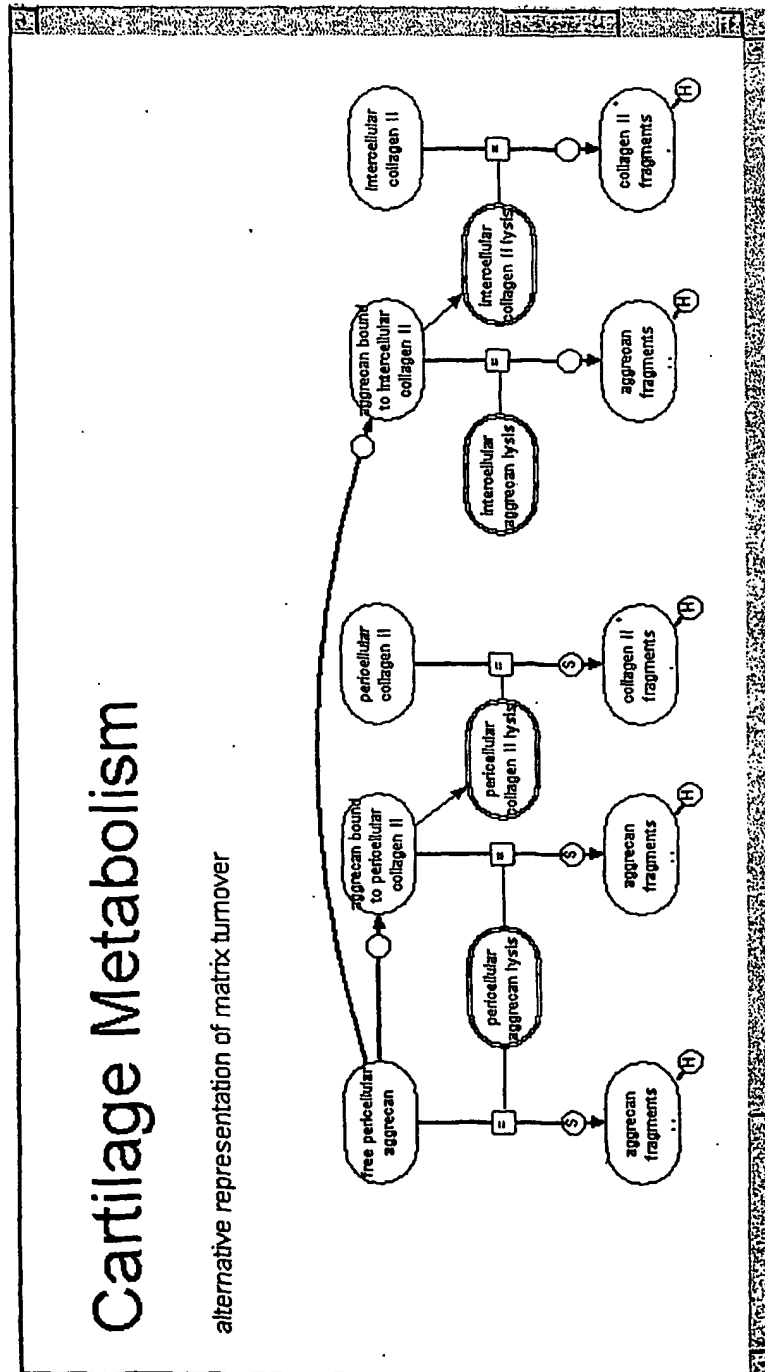 Cartilage Metabolism
alternative representation of matrix turnover
free pericellular
aggrecan
aggrecan bound
to pericellular
collagen II
pericellular
collagen II
aggrecan bound
to intercellular
collagen II
intercellular
collagen II
=
pericellular
aggrecan lysis
=
pericellular
collagen II lysis
=
intercellular
aggrecan lysis
=
intercellular
collagen II lysis
=
S
S
S
aggrecan
fragments
H
aggrecan
fragments
H
collagen II
fragments
H
aggrecan
fragments
H
collagen II
fragments
H